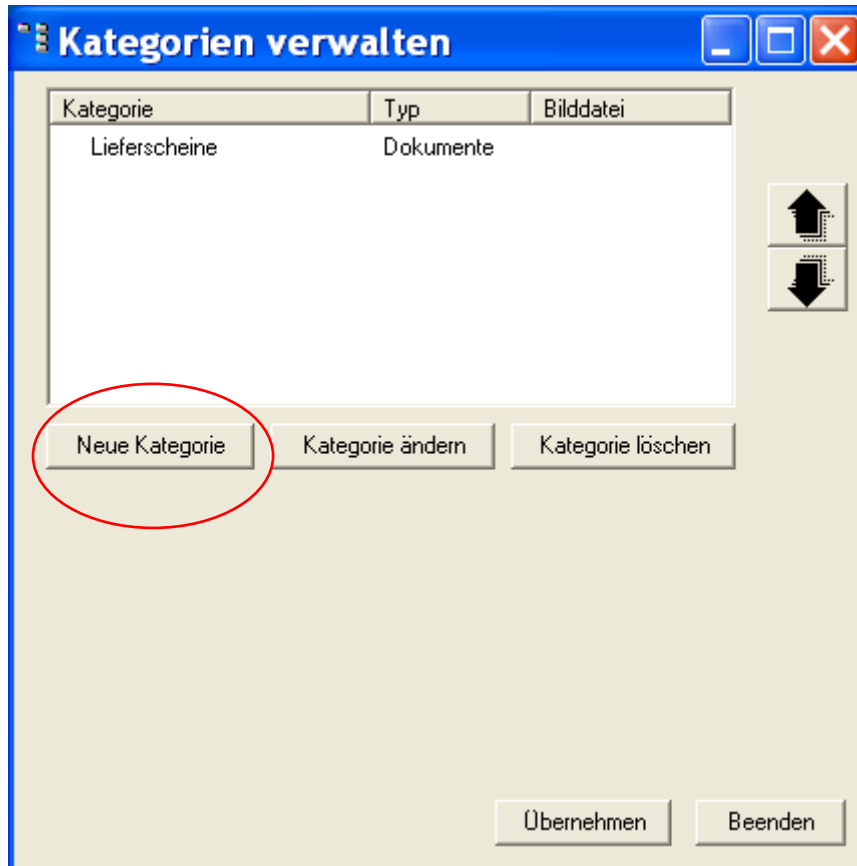 Kategorien verwalten
Kategorie Typ Bilddatei
Lieferscheine Dokumente
Neue Kategorie Kategorie ändern Kategorie löschen
Übernehmen Beenden